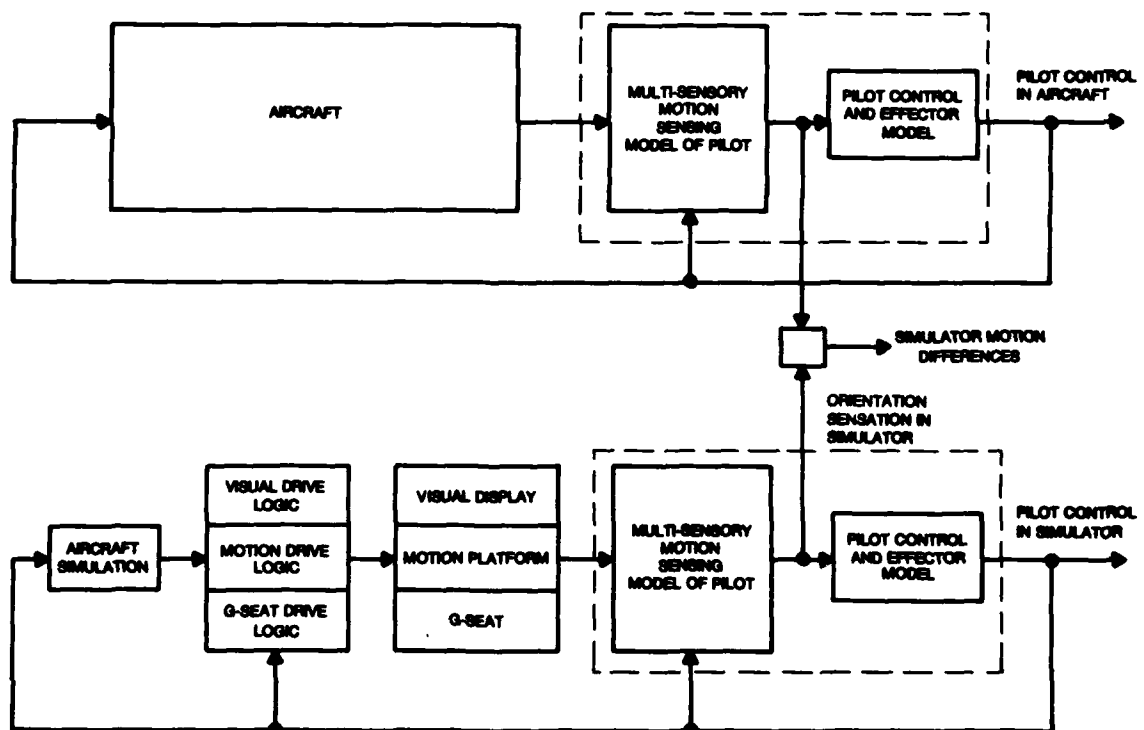 AIRCRAFT
MULTI-SENSORY
MOTION
SENSING
MODEL OF PILOT
PILOT CONTROL
AND EFFECTOR
MODEL
PILOT CONTROL
IN AIRCRAFT
SIMULATOR MOTION
DIFFERENCES
ORIENTATION
SENSATION IN
SIMULATOR
AIRCRAFT
SIMULATION
VISUAL DRIVE
LOGIC
MOTION DRIVE
LOGIC
G-SEAT DRIVE
LOGIC
VISUAL DISPLAY
MOTION PLATFORM
G-SEAT
MULTI-SENSORY
MOTION
SENSING
MODEL OF PILOT
PILOT CONTROL
AND EFFECTOR
MODEL
PILOT CONTROL
IN SIMULATOR